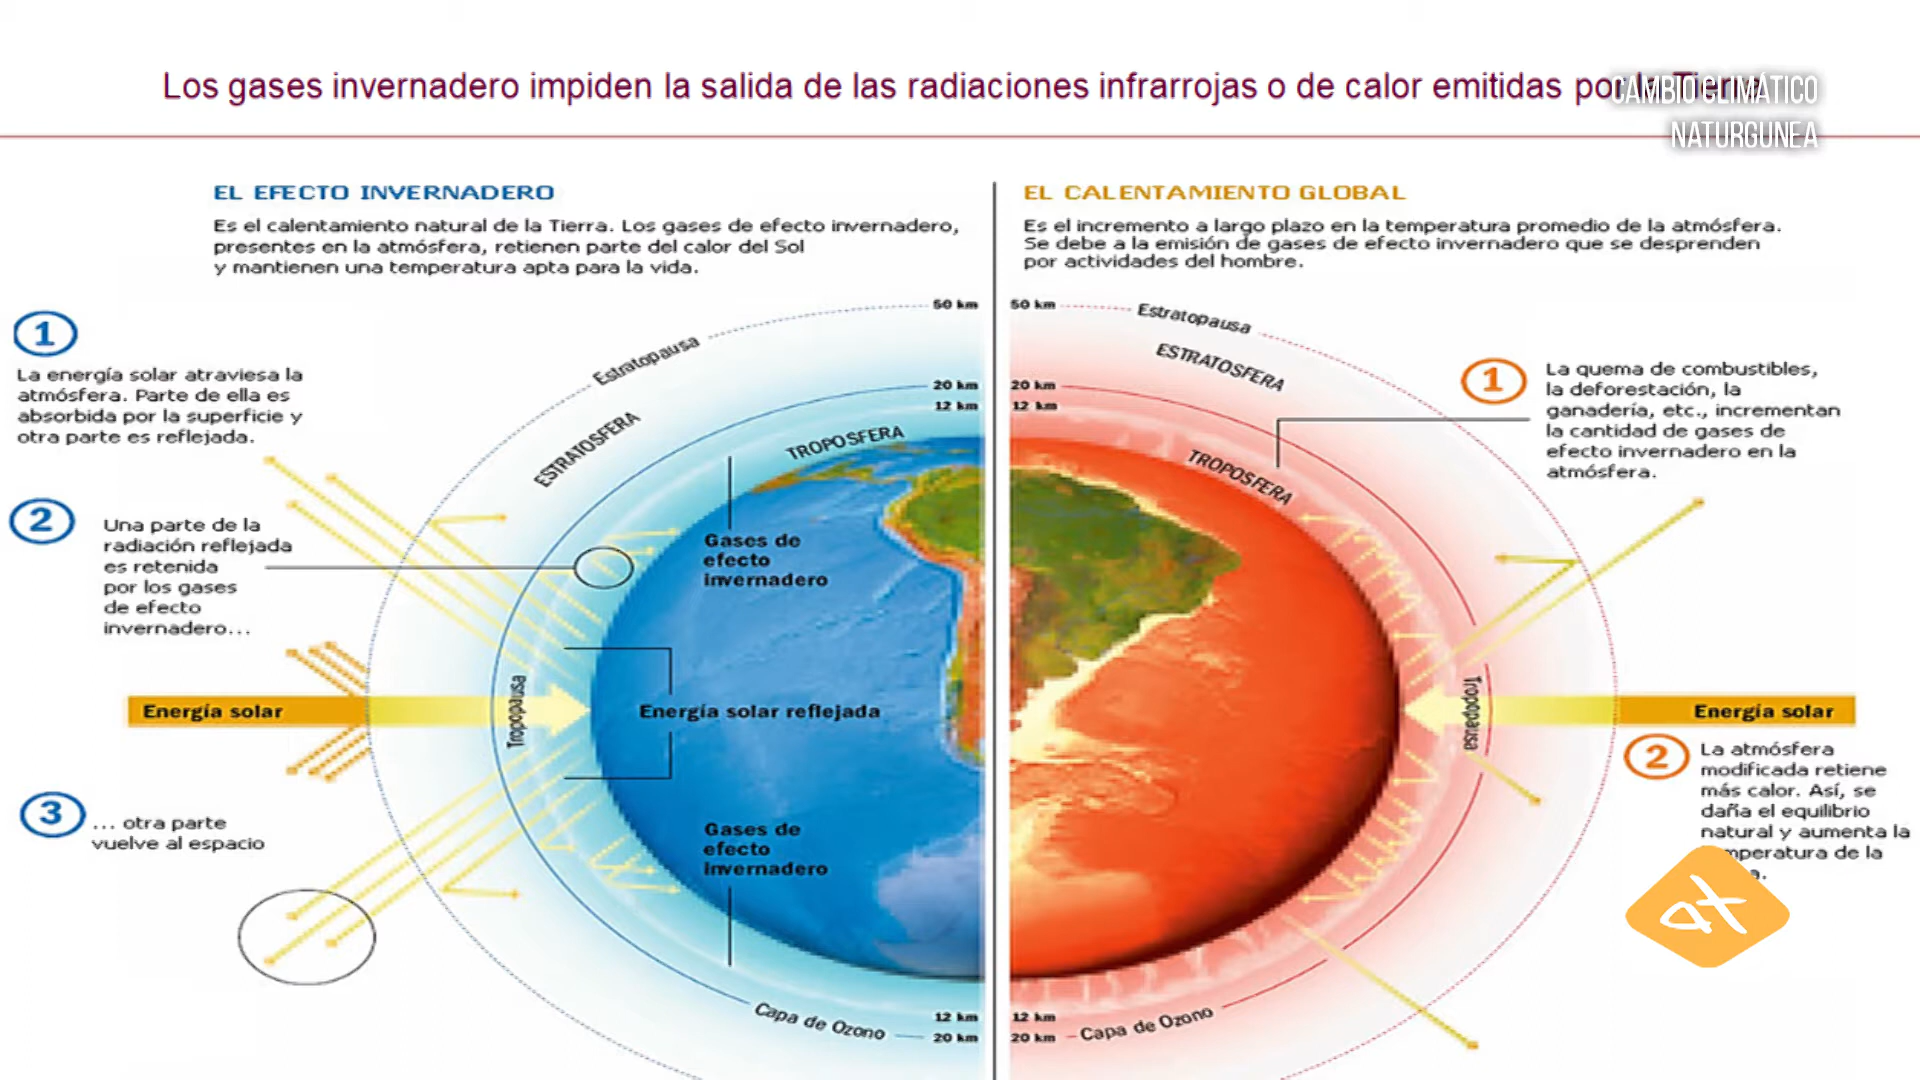 Los gases invernadero impiden la salida de las radiaciones infrarrojas o de calor emitidas por la Tierra
CAMBIO CLIMÁTICO
NATURGUNEA
EL EFECTO INVERNADERO
Es el calentamiento natural de la Tierra. Los gases de efecto invernadero,
presentes en la atmósfera, retienen parte del calor del Sol
y mantienen una temperatura apta para la vida.
1
La energía solar atraviesa la
atmósfera. Parte de ella es
absorbida por la superficie y
otra parte es reflejada.
2
Una parte de la
radiación reflejada
es retenida
por los gases
de efecto
invernadero...
Energía solar
3
... otra parte
vuelve al espacio
50 km
Estratopausa
20 km
12 km
ESTRATOSFERA
TROPOSFERA
Gases de
efecto
invernadero
Tropopausa
Energía solar reflejada
Gases de
efecto
invernadero
Capa de Ozono
12 km
20 km
EL CALENTAMIENTO GLOBAL
Es el incremento a largo plazo en la temperatura promedio de la atmósfera.
Se debe a la emisión de gases de efecto invernadero que se desprenden
por actividades del hombre.
50 km
Estratopausa
ESTRATOSFERA
20 km
12 km
TROPOSFERA
1
La quema de combustibles,
la deforestación, la
ganadería, etc., incrementan
la cantidad de gases de
efecto invernadero en la
atmósfera.
Tropopausa
Energía solar
2
La atmósfera
modificada retiene
más calor. Así, se
daña el equilibrio
natural y aumenta la
mperatura de la
a.
12 km
20 km
Capa de Ozono